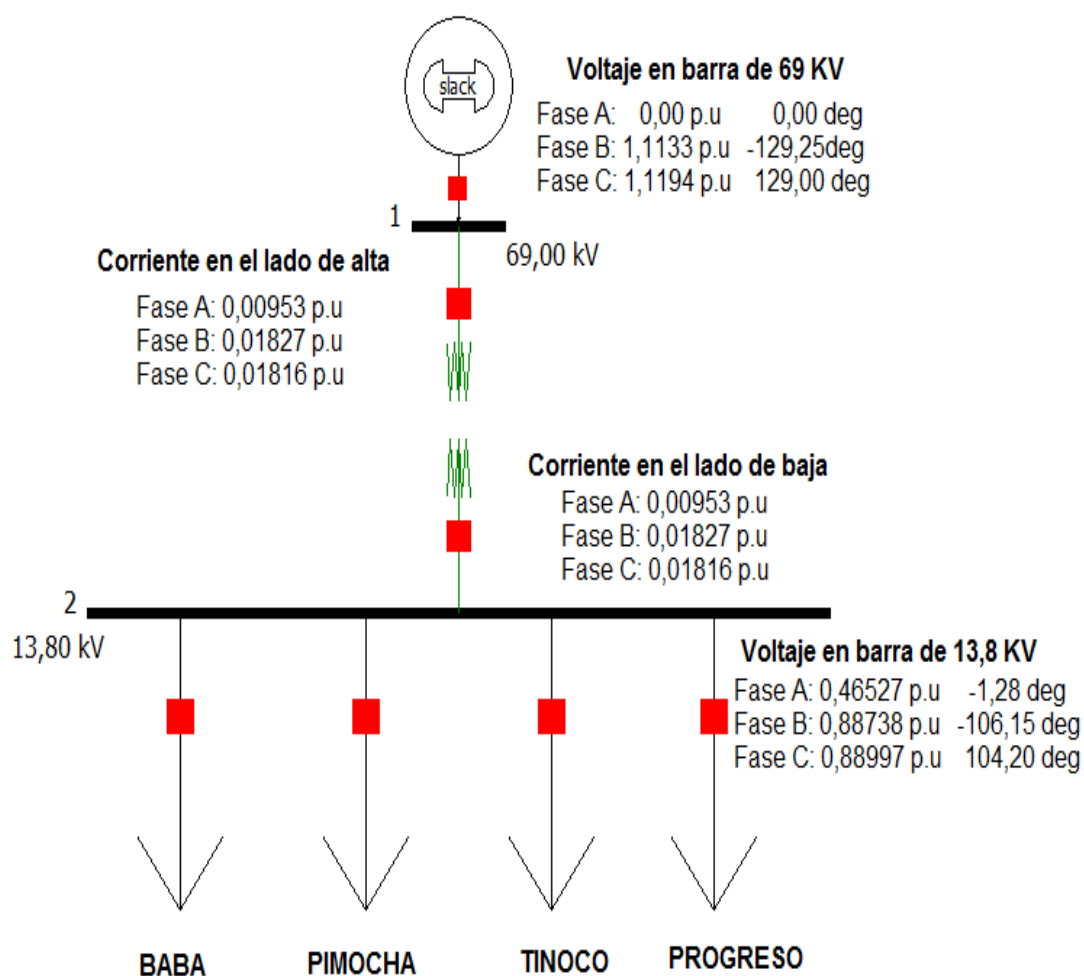 slack
Voltaje en barra de 69 KV
Fase A: 0,00 p.u 0,00 deg
Fase B: 1,1133 p.u -129,25deg
Fase C: 1,1194 p.u 129,00 deg
1
69,00 kV
Corriente en el lado de alta
Fase A: 0,00953 p.u
Fase B: 0,01827 p.u
Fase C: 0,01816 p.u
Corriente en el lado de baja
Fase A: 0,00953 p.u
Fase B: 0,01827 p.u
Fase C: 0,01816 p.u
2
13,80 kV
Voltaje en barra de 13,8 KV
Fase A: 0,46527 p.u -1,28 deg
Fase B: 0,88738 p.u -106,15 deg
Fase C: 0,88997 p.u 104,20 deg
BABA PIMOCHA TINOCO PROGRESO